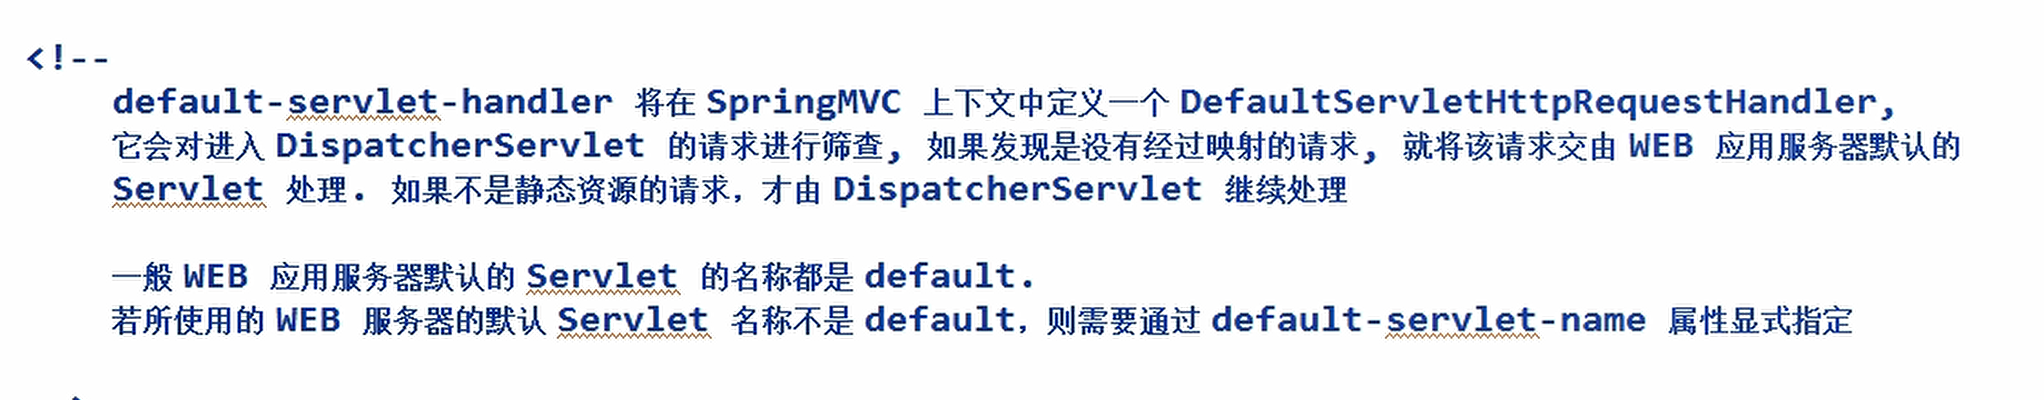 <!--
default-servlet-handler 将在 SpringMVC 上下文中定义一个 DefaultServletHttpRequestHandler,
它会对进入 DispatcherServlet 的请求进行筛查, 如果发现是没有经过映射的请求, 就将该请求交由 WEB 应用服务器默认的
Servlet 处理. 如果不是静态资源的请求，才由 DispatcherServlet 继续处理
一般 WEB 应用服务器默认的 Servlet 的名称都是 default.
若所使用的 WEB 服务器的默认 Servlet 名称不是 default，则需要通过 default-servlet-name 属性显式指定